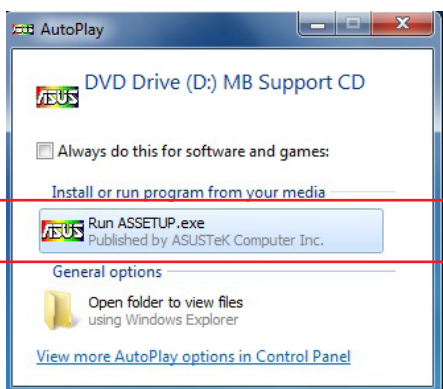 AutoPlay
DVD Drive (D:) MB Support CD
Always do this for software and games:
Install or run program from your media
Run ASSETUP.exe
Published by ASUSTeK Computer Inc.
General options
Open folder to view files
using Windows Explorer
View more AutoPlay options in Control Panel